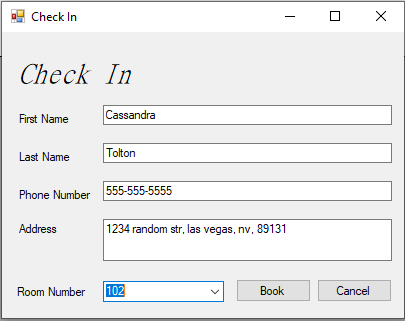 Check In
Check In
First Name Cassandra
Last Name Tolton
Phone Number 555-555-5555
Address 1234 random str, las vegas, nv, 89131
Room Number 102 Book Cancel